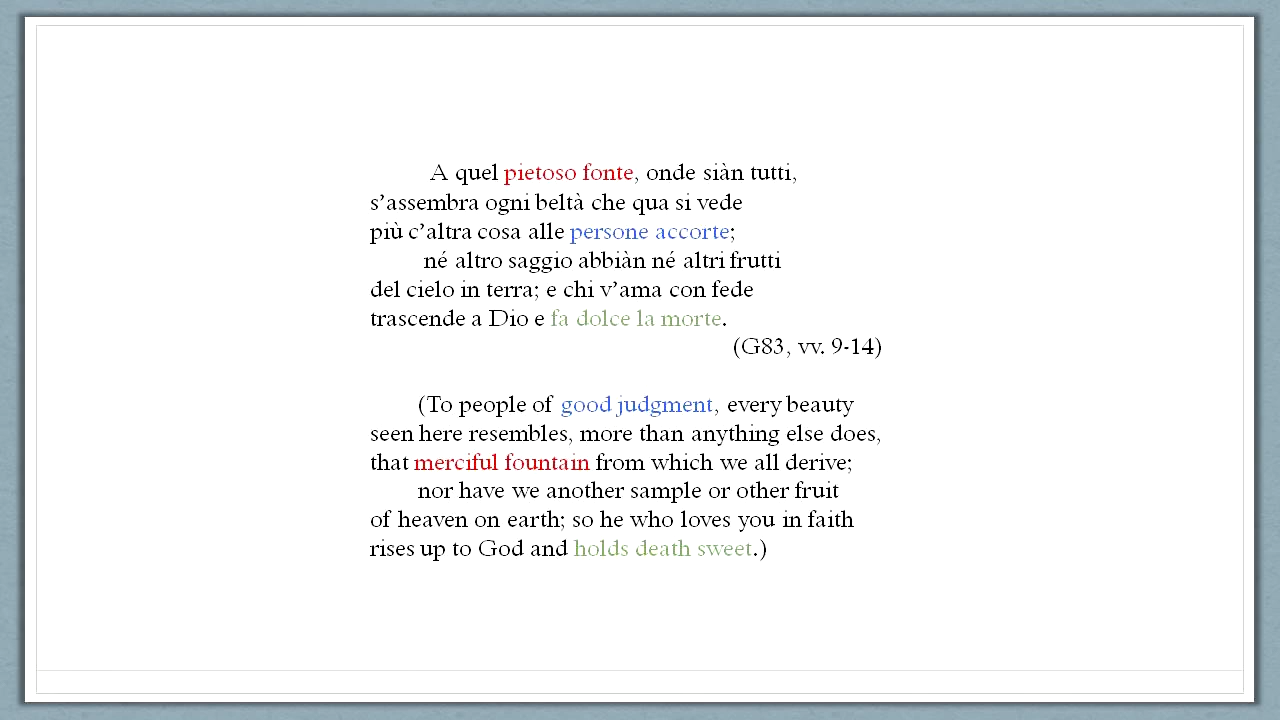 A quel pietoso fonte, onde siàn tutti,
s’assembra ogni beltà che qua si vede
più c’altra cosa alle persone accorte;
né altro saggio abbiàn né altri frutti
del cielo in terra; e chi v’ama con fede
trascende a Dio e fa dolce la morte.
(G83, vv. 9-14)
(To people of good judgment, every beauty
seen here resembles, more than anything else does,
that merciful fountain from which we all derive;
nor have we another sample or other fruit
of heaven on earth; so he who loves you in faith
rises up to God and holds death sweet.)